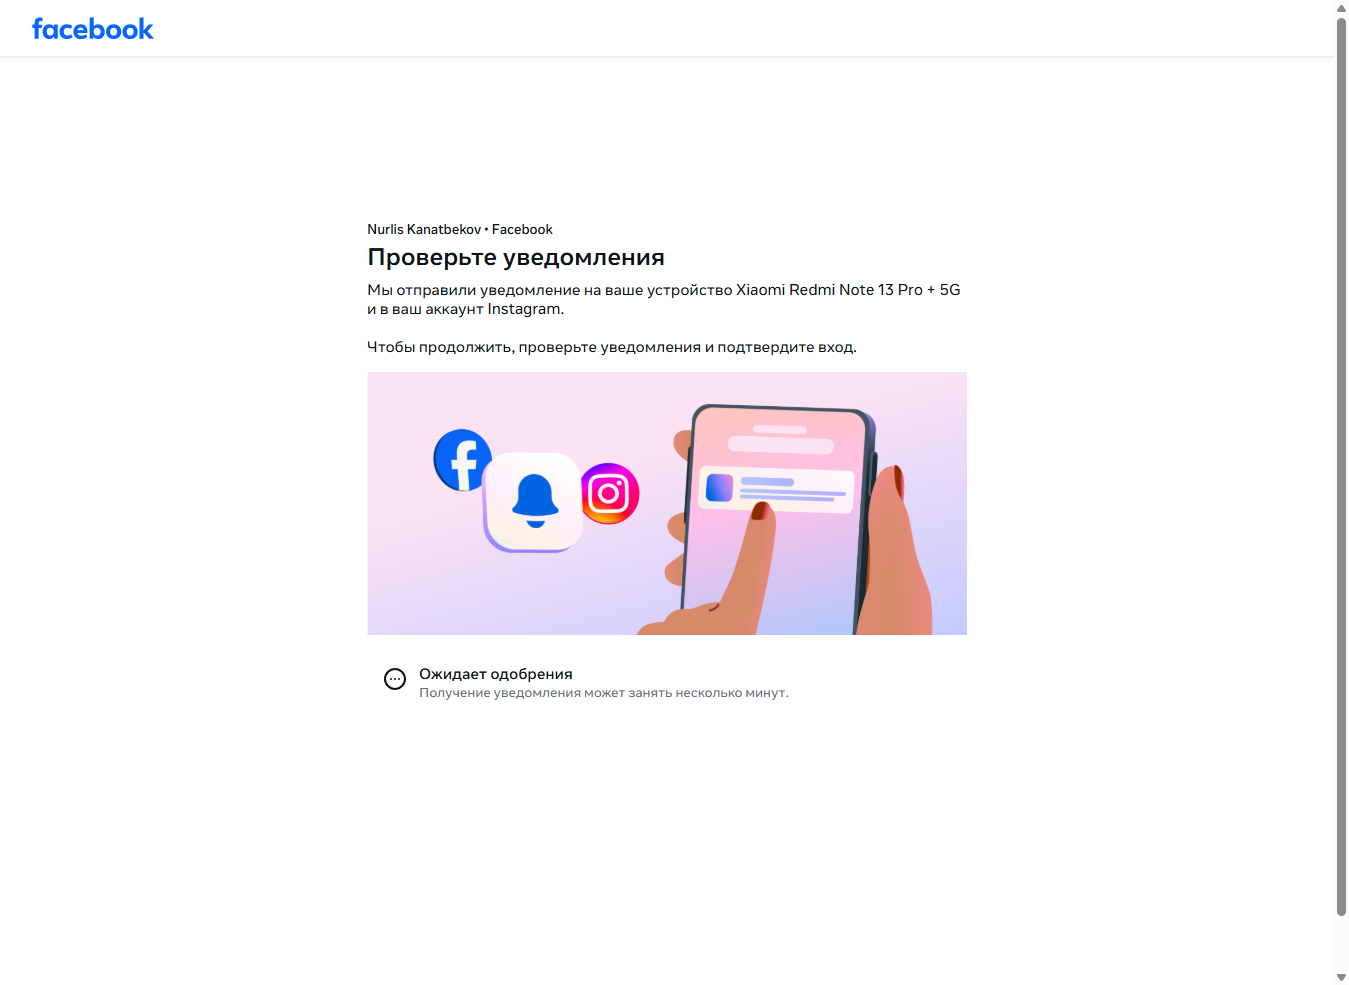 facebook
Nurlis Kanatbekov • Facebook
Проверьте уведомления
Мы отправили уведомление на ваше устройство Xiaomi Redmi Note 13 Pro + 5G
и в ваш аккаунт Instagram.
Чтобы продолжить, проверьте уведомления и подтвердите вход.
Ожидает одобрения
Получение уведомления может занять несколько минут.